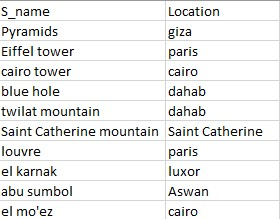 S_name Location
Pyramids giza
Eiffel tower paris
cairo tower cairo
blue hole dahab
twilat mountain dahab
Saint Catherine mountain Saint Catherine
louvre paris
el karnak luxor
abu sumbol Aswan
el mo'ez cairo